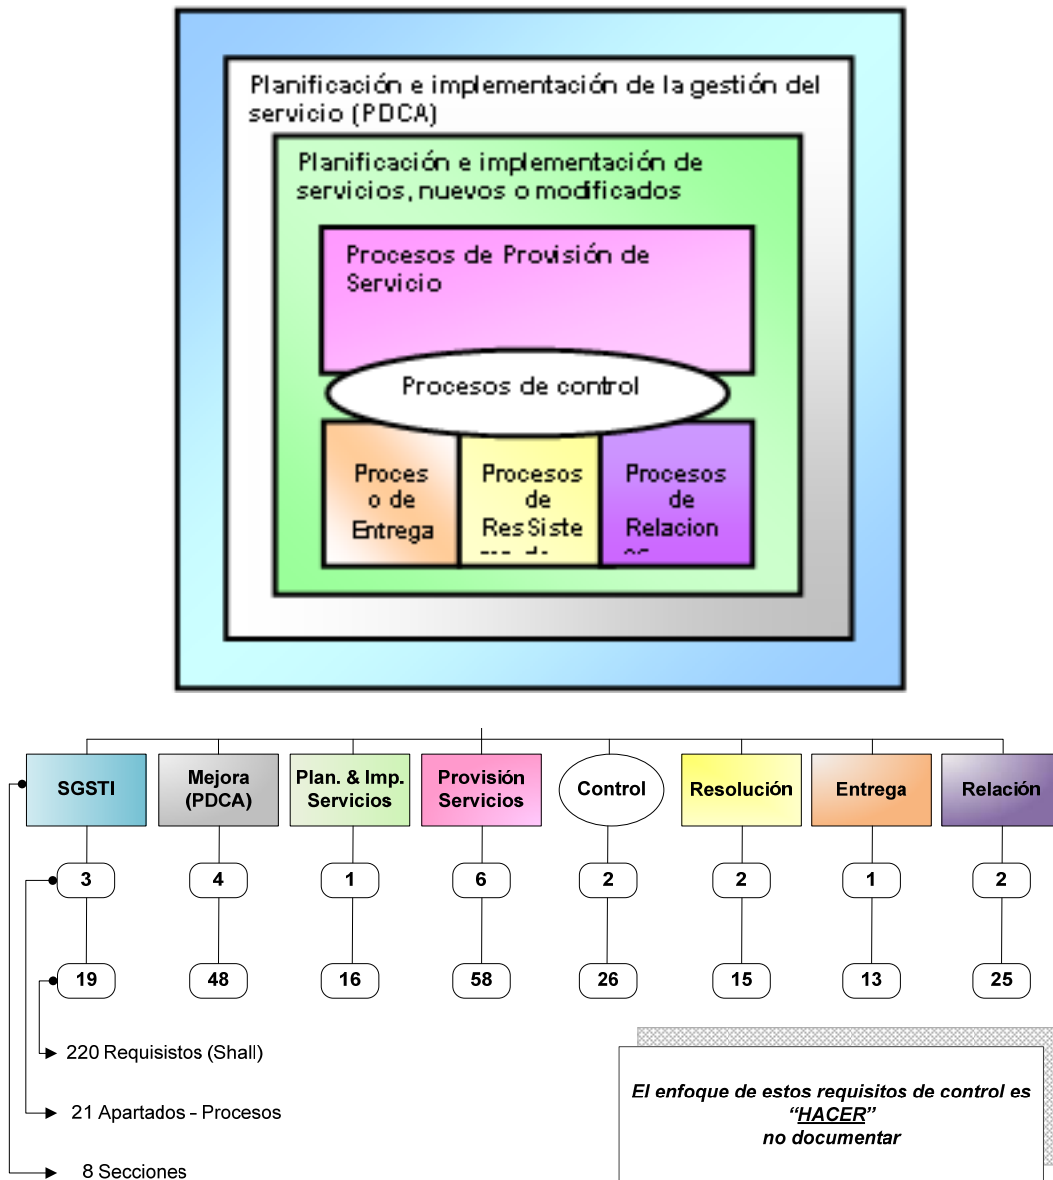 Planificación e implementación de la gestión del
servicio (PDCA)
Planificación e implementación de
servicios, nuevos o modificados
Procesos de Provisión de
Servicio
Procesos de control
Proces
o de
Entrega
Procesos
de
ResSiste
Procesos
de
Relacion
SGSTI
Mejora
(PDCA)
Plan. & Imp.
Servicios
Provisión
Servicios
Control
Resolución
Entrega
Relación
3
4
1
6
2
2
1
2
19
48
16
58
26
15
13
25
220 Requisistos (Shall)
21 Apartados - Procesos
8 Secciones
El enfoque de estos requisitos de control es
“HACER”
no documentar